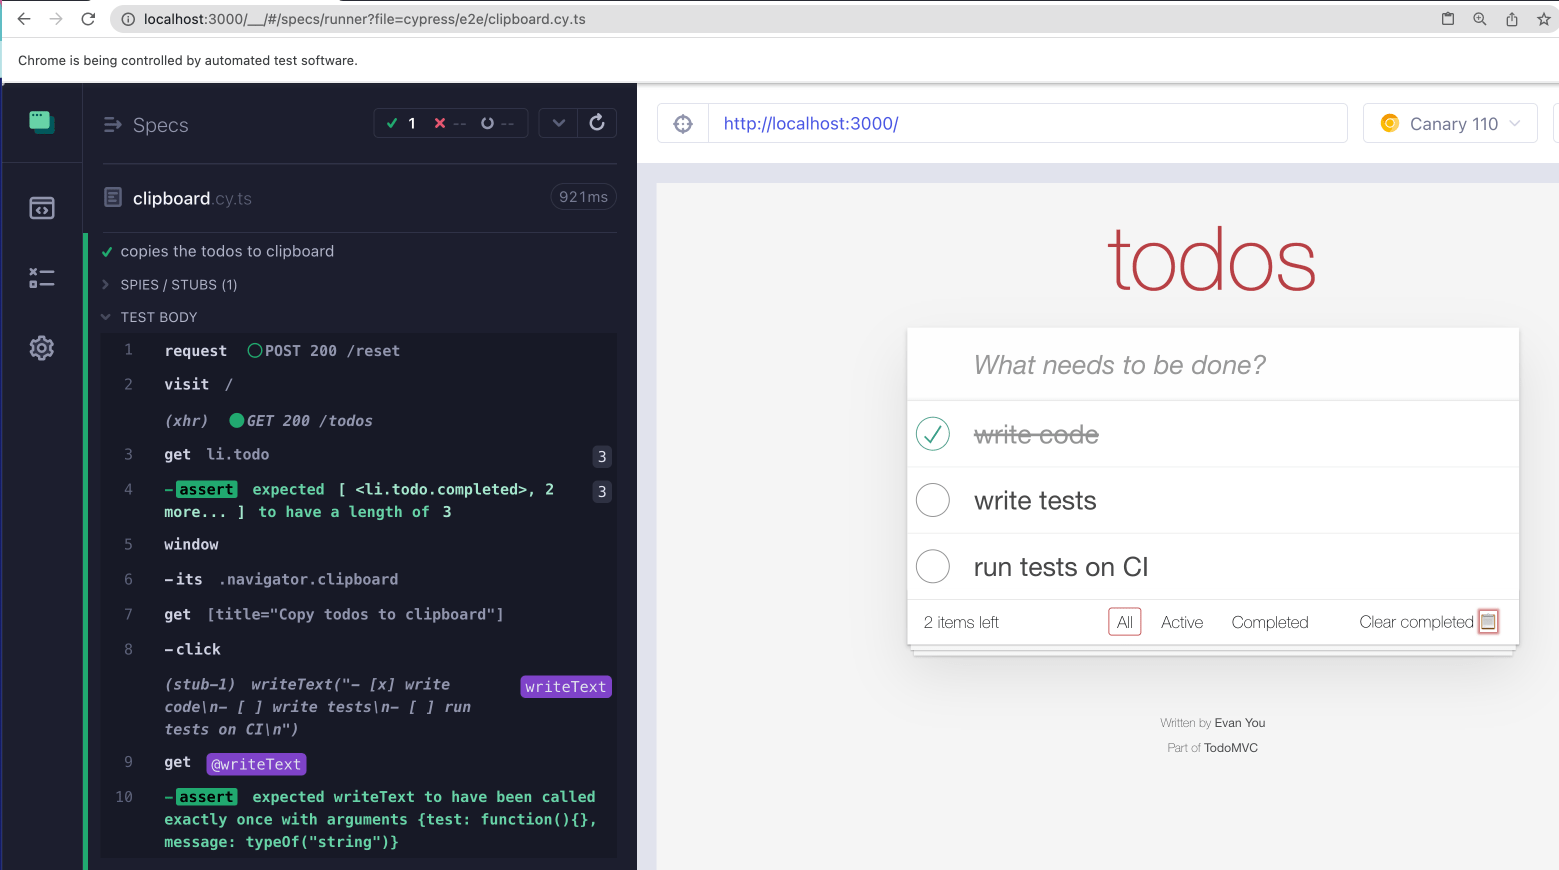 localhost:3000/__/#/specs/runner?file=cypress/e2e/clipboard.cy.ts
Chrome is being controlled by automated test software.
Specs
1 -- --
clipboard.cy.ts 921ms
copies the todos to clipboard
SPIES / STUBS (1)
TEST BODY
1 request POST 200 /reset
2 visit /
(xhr) GET 200 /todos
3 get li.todo 3
4 -assert expected [ <li.todo.completed>, 2 3
more... ] to have a length of 3
5 window
6 -its .navigator.clipboard
7 get [title="Copy todos to clipboard"]
8 -click
(stub-1) writeText("- [x] write writeText
code\n- [ ] write tests\n- [ ] run
tests on CI\n")
9 get @writeText
10 -assert expected writeText to have been called
exactly once with arguments {test: function(){},
message: typeOf("string")}
http://localhost:3000/
Canary 110
todos
What needs to be done?
write code
write tests
run tests on CI
2 items left All Active Completed Clear completed
Written by Evan You
Part of TodoMVC